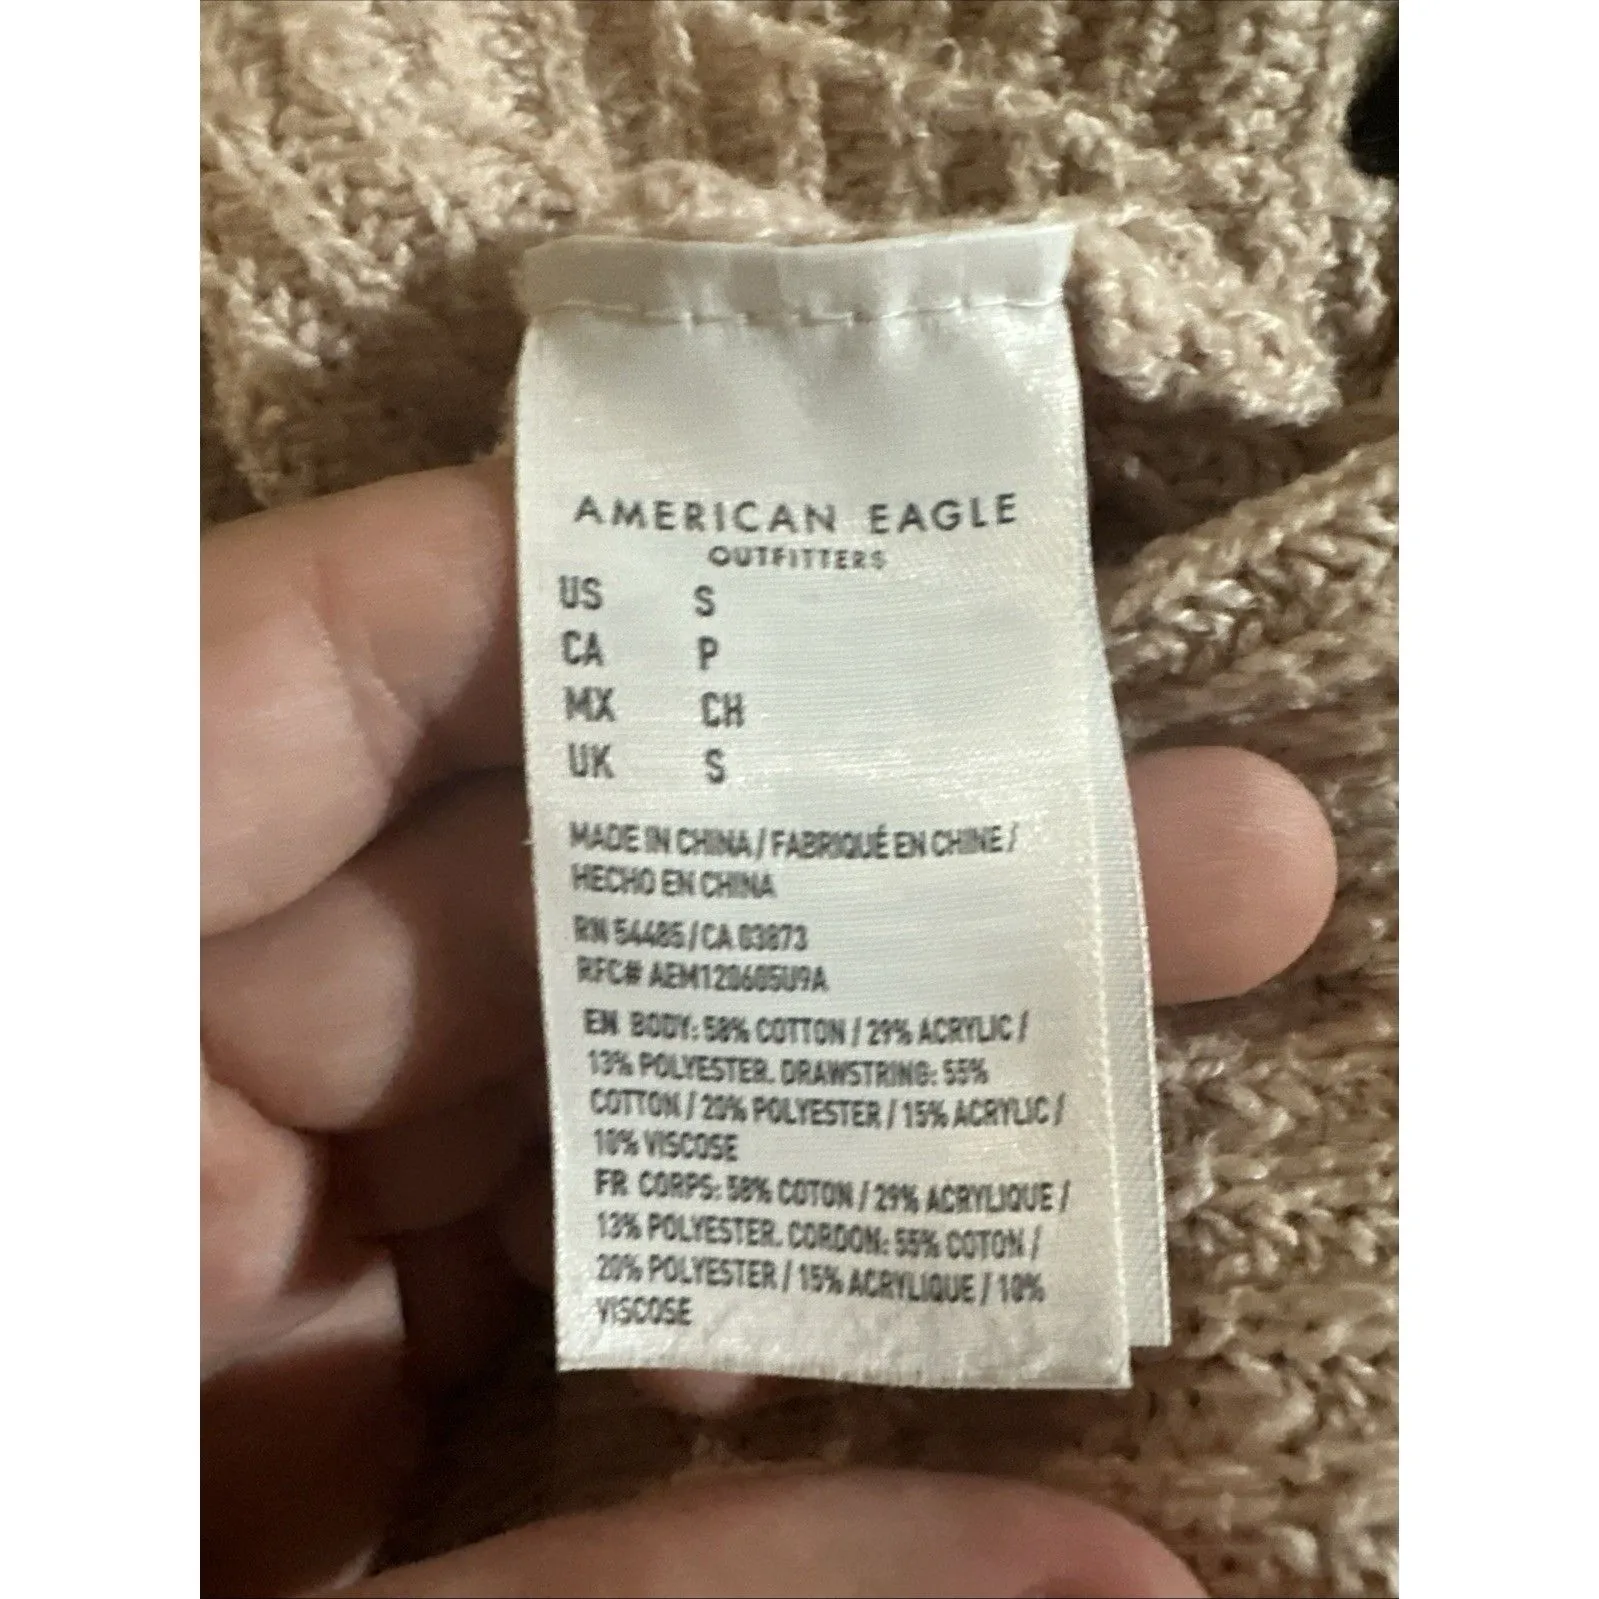 AMERICAN EAGLE
OUTFITTERS
US S
CA P
MX CH
UK S
MADE IN CHINA / FABRIQUÉ EN CHINE /
HECHO EN CHINA
RN 54485 / CA 03873
RFC# AEM120605U9A
EN BODY: 58% COTTON / 29% ACRYLIC /
13% POLYESTER. DRAWSTRING: 55%
COTTON / 20% POLYESTER / 15% ACRYLIC /
10% VISCOSE
FR CORPS: 58% COTON / 29% ACRYLIQUE /
13% POLYESTER. CORDON: 55% COTON /
20% POLYESTER / 15% ACRYLIQUE / 10%
VISCOSE